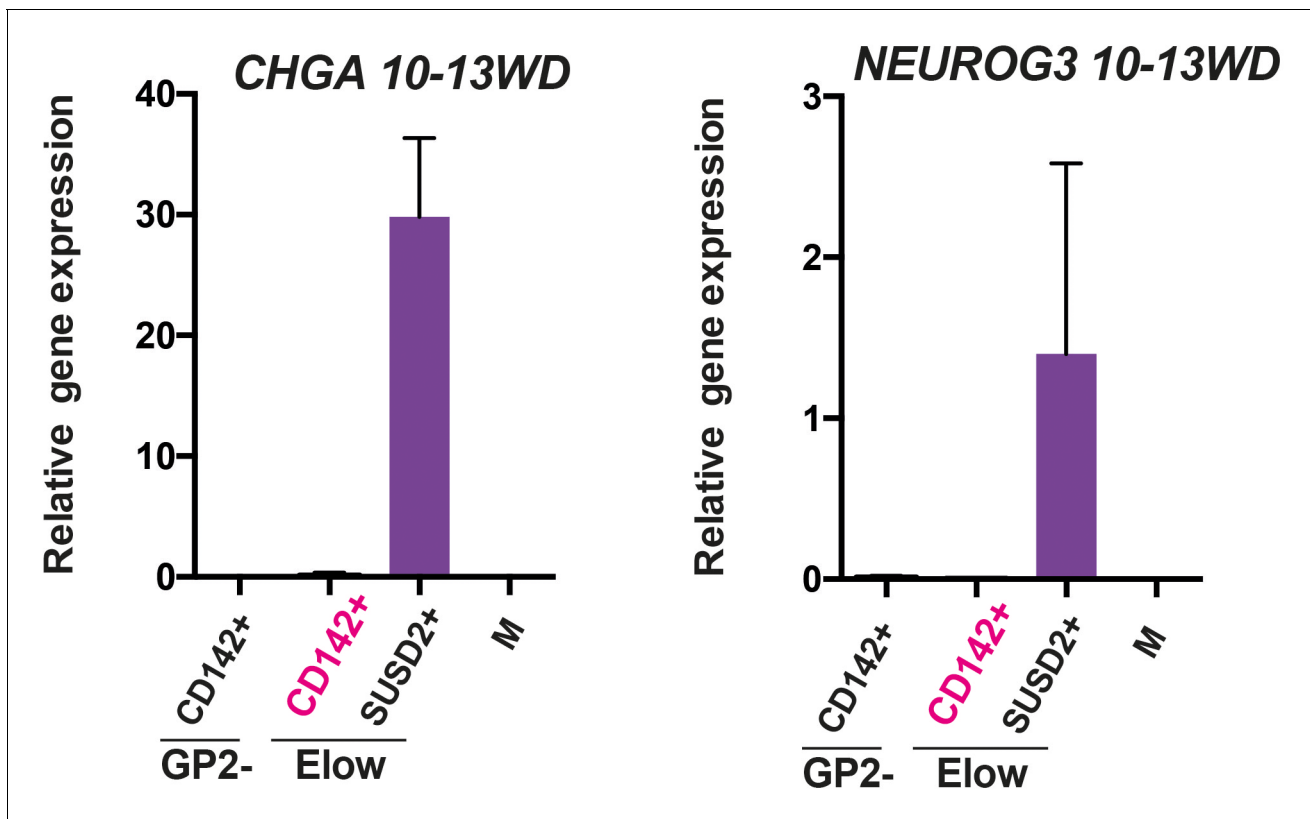 CHGA 10-13WD
Relative gene expression
40
30
20
10
0
CD142+
CD142+
SUSD2+
M
GP2-
Elow
NEUROG3 10-13WD
Relative gene expression
3
2
1
0
CD142+
CD142+
SUSD2+
M
GP2-
Elow